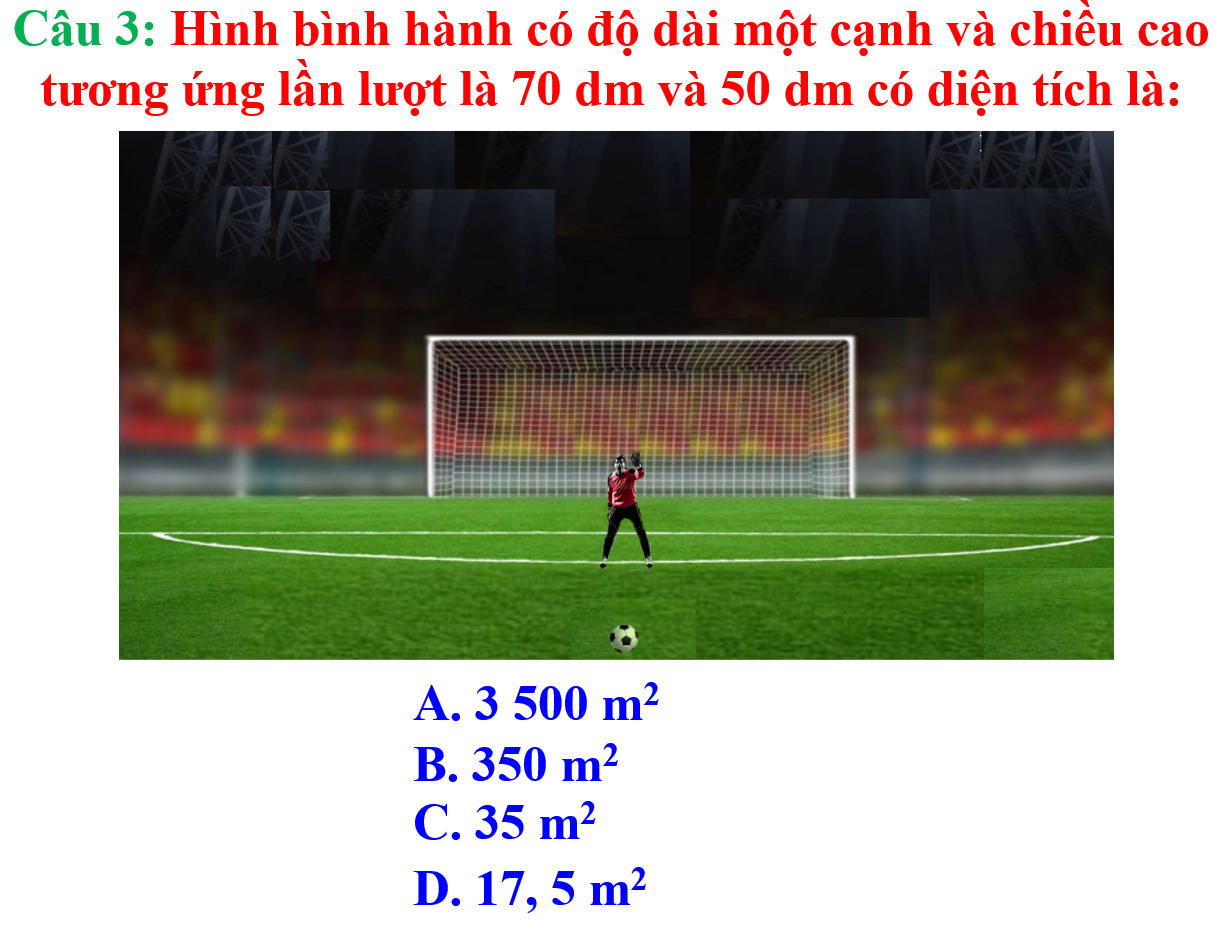 Câu 3: Hình bình hành có độ dài một cạnh và chiều cao
tương ứng lần lượt là 70 dm và 50 dm có diện tích là:
A. 3 500 m²
B. 350 m²
C. 35 m²
D. 17, 5 m²